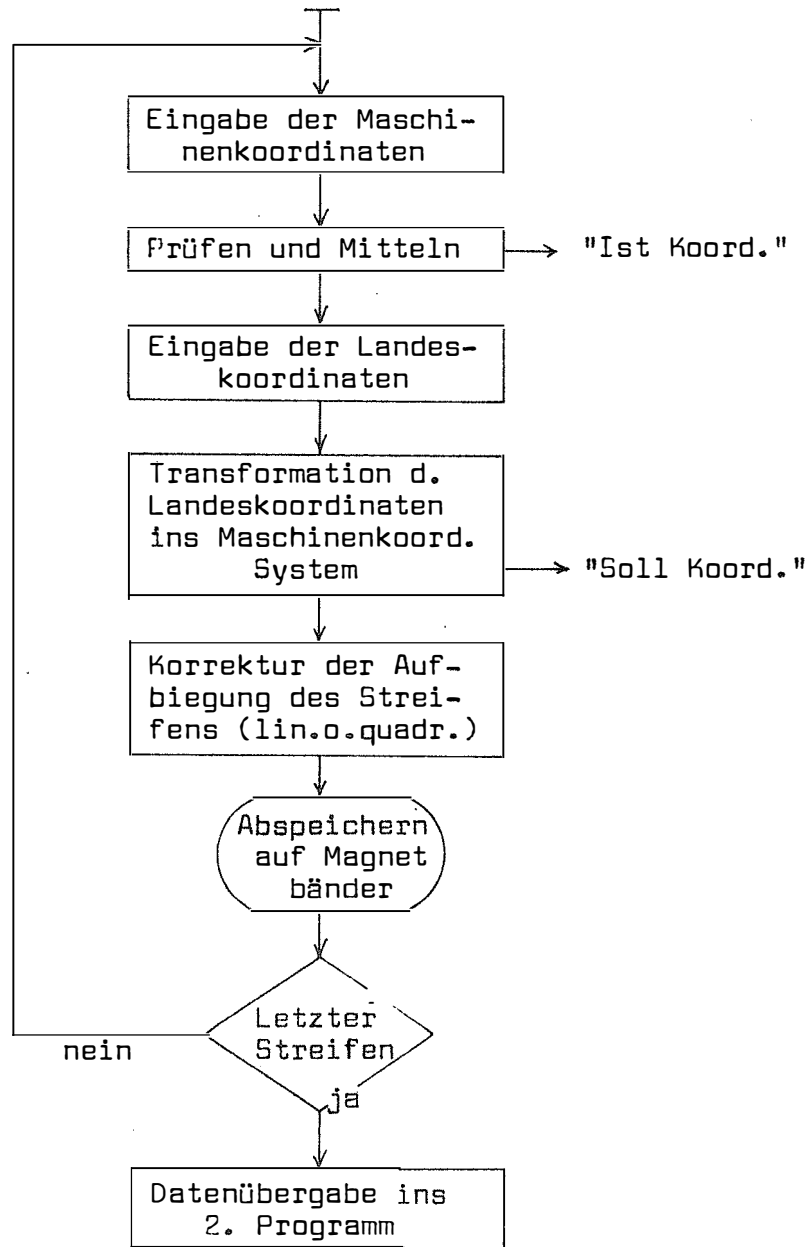 Eingabe der Maschi-
nenkoordinaten
Prüfen und Mitteln
"Ist Koord."
Eingabe der Landes-
koordinaten
Transformation d.
Landeskoordinaten
ins Maschinenkoord.
System
"Soll Koord."
Korrektur der Auf-
biegung des Strei-
fens (lin.o.quadr.)
Abspeichern
auf Magnet
bänder
Letzter
Streifen
nein
ja
Datenübergabe ins
2. Programm